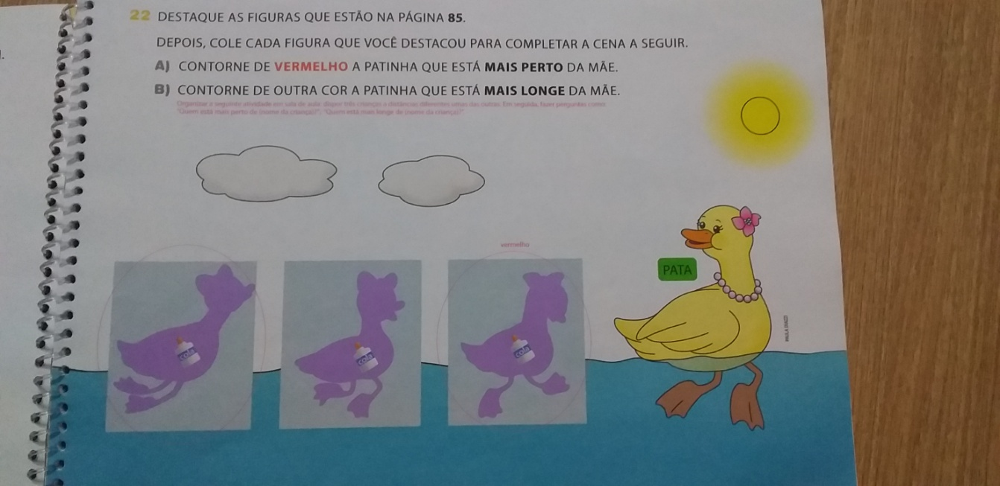 22 DESTAQUE AS FIGURAS QUE ESTÃO NA PÁGINA 85.
DEPOIS, COLE CADA FIGURA QUE VOCÊ DESTACOU PARA COMPLETAR A CENA A SEGUIR.
A) CONTORNE DE VERMELHO A PATINHA QUE ESTÁ MAIS PERTO DA MÃE.
B) CONTORNE DE OUTRA COR A PATINHA QUE ESTÁ MAIS LONGE DA MÃE.
Organizar a seguinte atividade em sala de aula: dispor três crianças a distâncias diferentes umas das outras. Em seguida, fazer perguntas como:
"Quem está mais perto de (nome da criança)?"; "Quem está mais longe de (nome da criança)?".
vermelho
PATA
cola
cola
cola